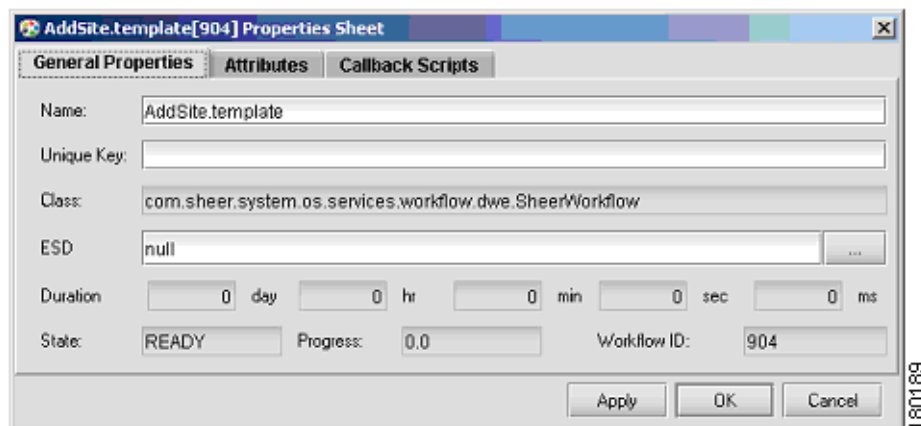 AddSite.template[904] Properties Sheet
General Properties Attributes Callback Scripts
Name: AddSite.template
Unique Key:
Class: com.sheer.system.os.services.workflow.dwe.SheerWorkflow
ESD null ...
Duration 0 day 0 hr 0 min 0 sec 0 ms
State: READY Progress: 0.0 Workflow ID: 904
Apply OK Cancel
180189